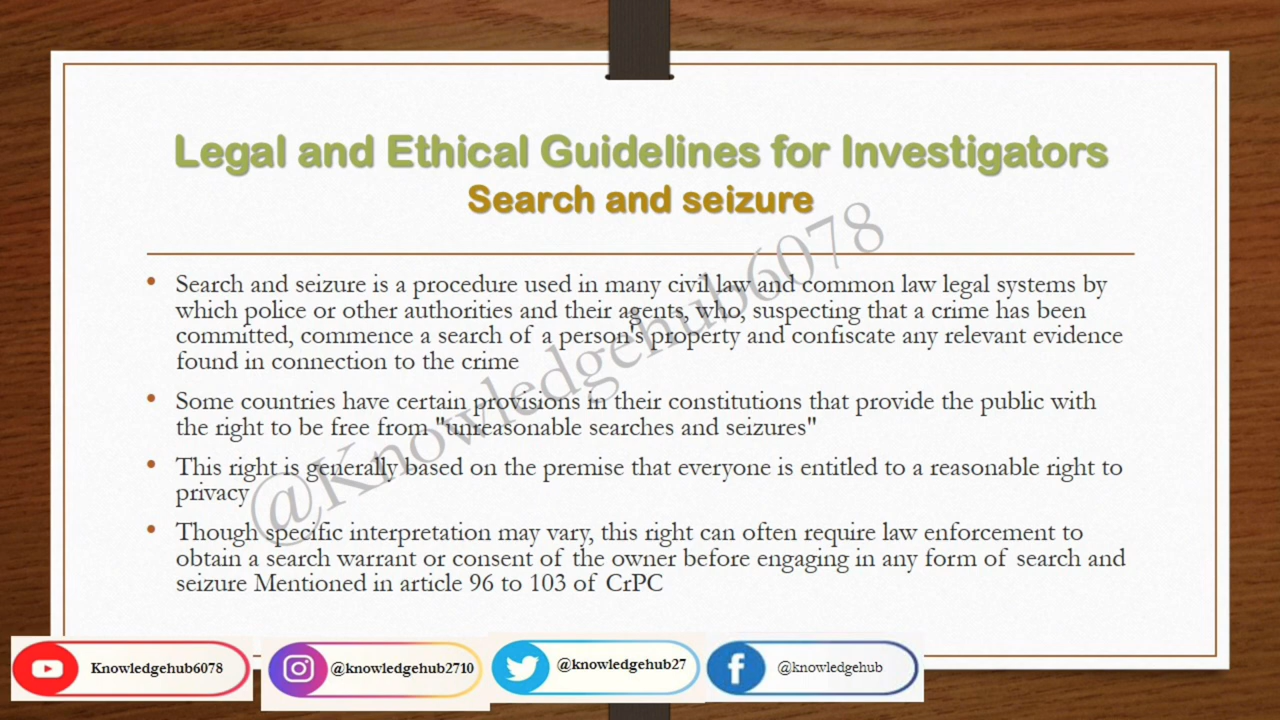 Legal and Ethical Guidelines for Investigators
Search and seizure
• Search and seizure is a procedure used in many civil law and common law legal systems by
which police or other authorities and their agents, who, suspecting that a crime has been
committed, commence a search of a person's property and confiscate any relevant evidence
found in connection to the crime
• Some countries have certain provisions in their constitutions that provide the public with
the right to be free from "unreasonable searches and seizures"
• This right is generally based on the premise that everyone is entitled to a reasonable right to
privacy
• Though specific interpretation may vary, this right can often require law enforcement to
obtain a search warrant or consent of the owner before engaging in any form of search and
seizure Mentioned in article 96 to 103 of CrPC
@Knowledgehub6078
Knowledgehub6078
@knowledgehub2710
@knowledgehub27
@knowledgehub